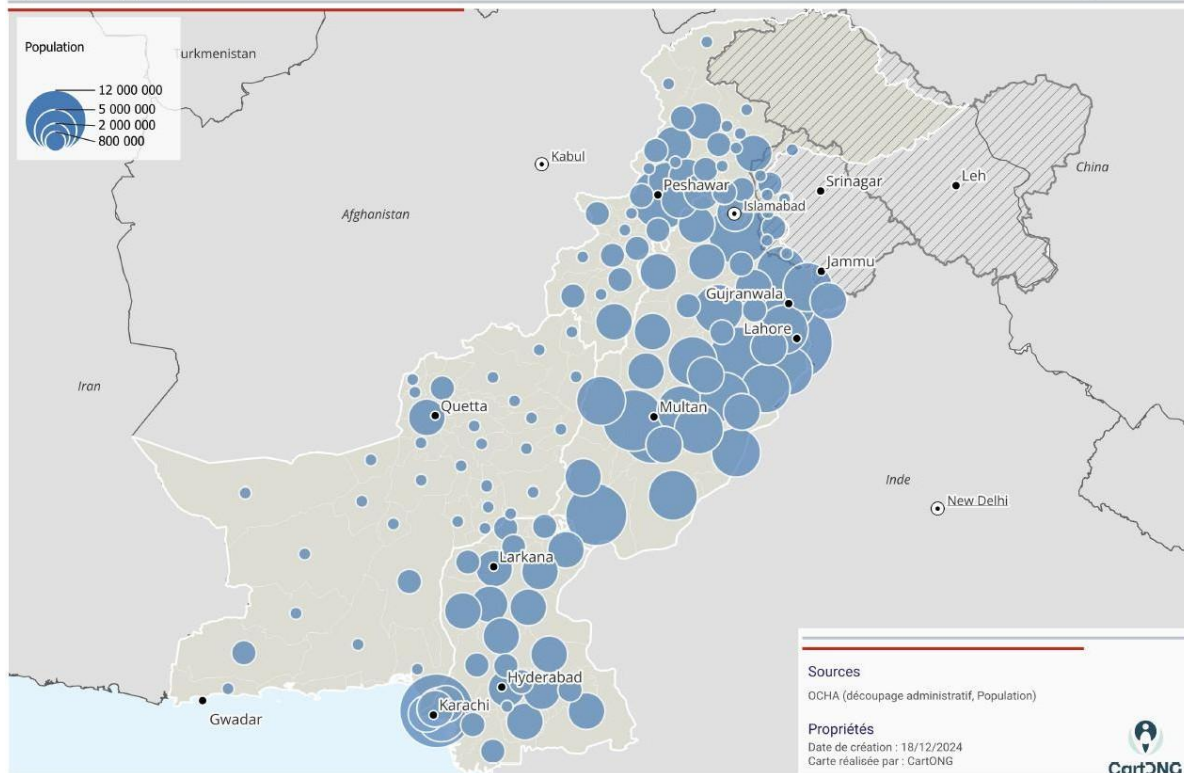 Population
12 000 000
5 000 000
2 000 000
800 000
Turkmenistan
Kabul
China
Peshawar
Srinagar
Leh
Islamabad
Afghanistan
Jammu
Gujranwala
Lahore
Iran
Quetta
Multan
Inde
New Delhi
Larkana
Hyderabad
Karachi
Gwadar
Sources
OCHA (découpage administratif, Population)
Propriétés
Date de création : 18/12/2024
Carte réalisée par : CartONG
CartONG